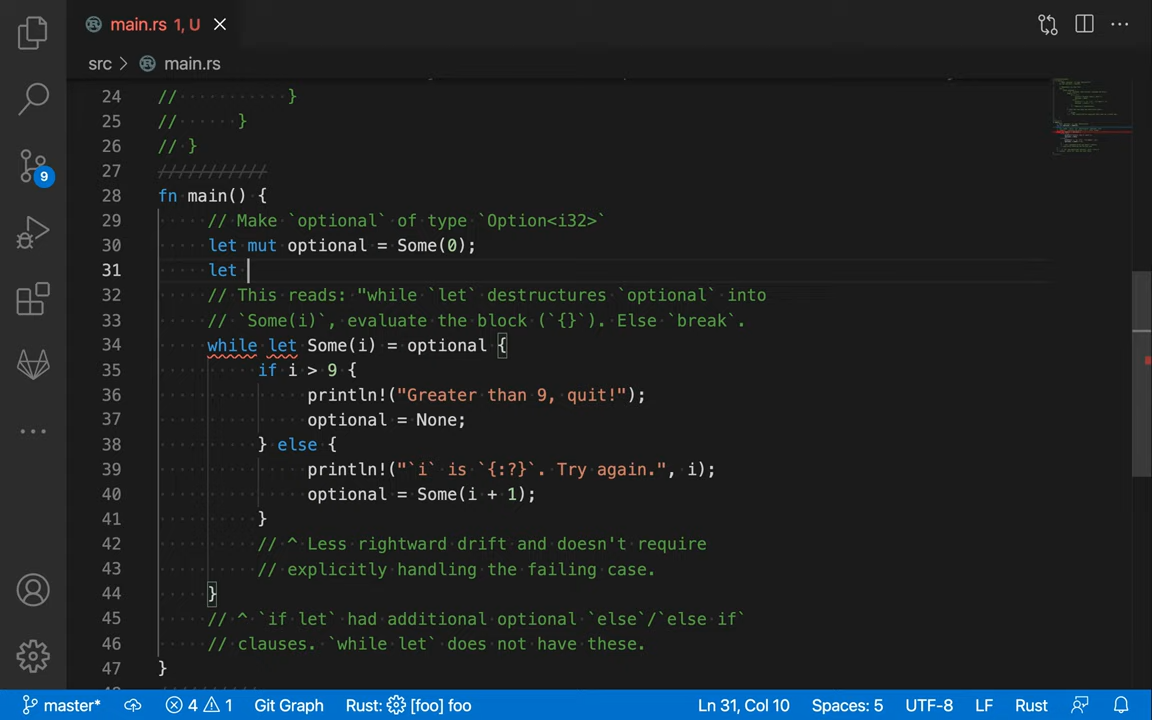 main.rs 1, U
src > main.rs
24 // }
25 // }
26 // }
27 ///////////
28 fn main() {
29 // Make `optional` of type `Option<i32>`
30 let mut optional = Some(0);
31 let
32 // This reads: "while `let` destructures `optional` into
33 // `Some(i)`, evaluate the block (`{}`). Else `break`.
34 while let Some(i) = optional {
35 if i > 9 {
36 println!("Greater than 9, quit!");
37 optional = None;
38 } else {
39 println!("`i` is `{:?}`. Try again.", i);
40 optional = Some(i + 1);
41 }
42 // ^ Less rightward drift and doesn't require
43 // explicitly handling the failing case.
44 }
45 // ^ `if let` had additional optional `else`/`else if`
46 // clauses. `while let` does not have these.
47 }
9
master* 4 1 Git Graph Rust: [foo] foo Ln 31, Col 10 Spaces: 5 UTF-8 LF Rust